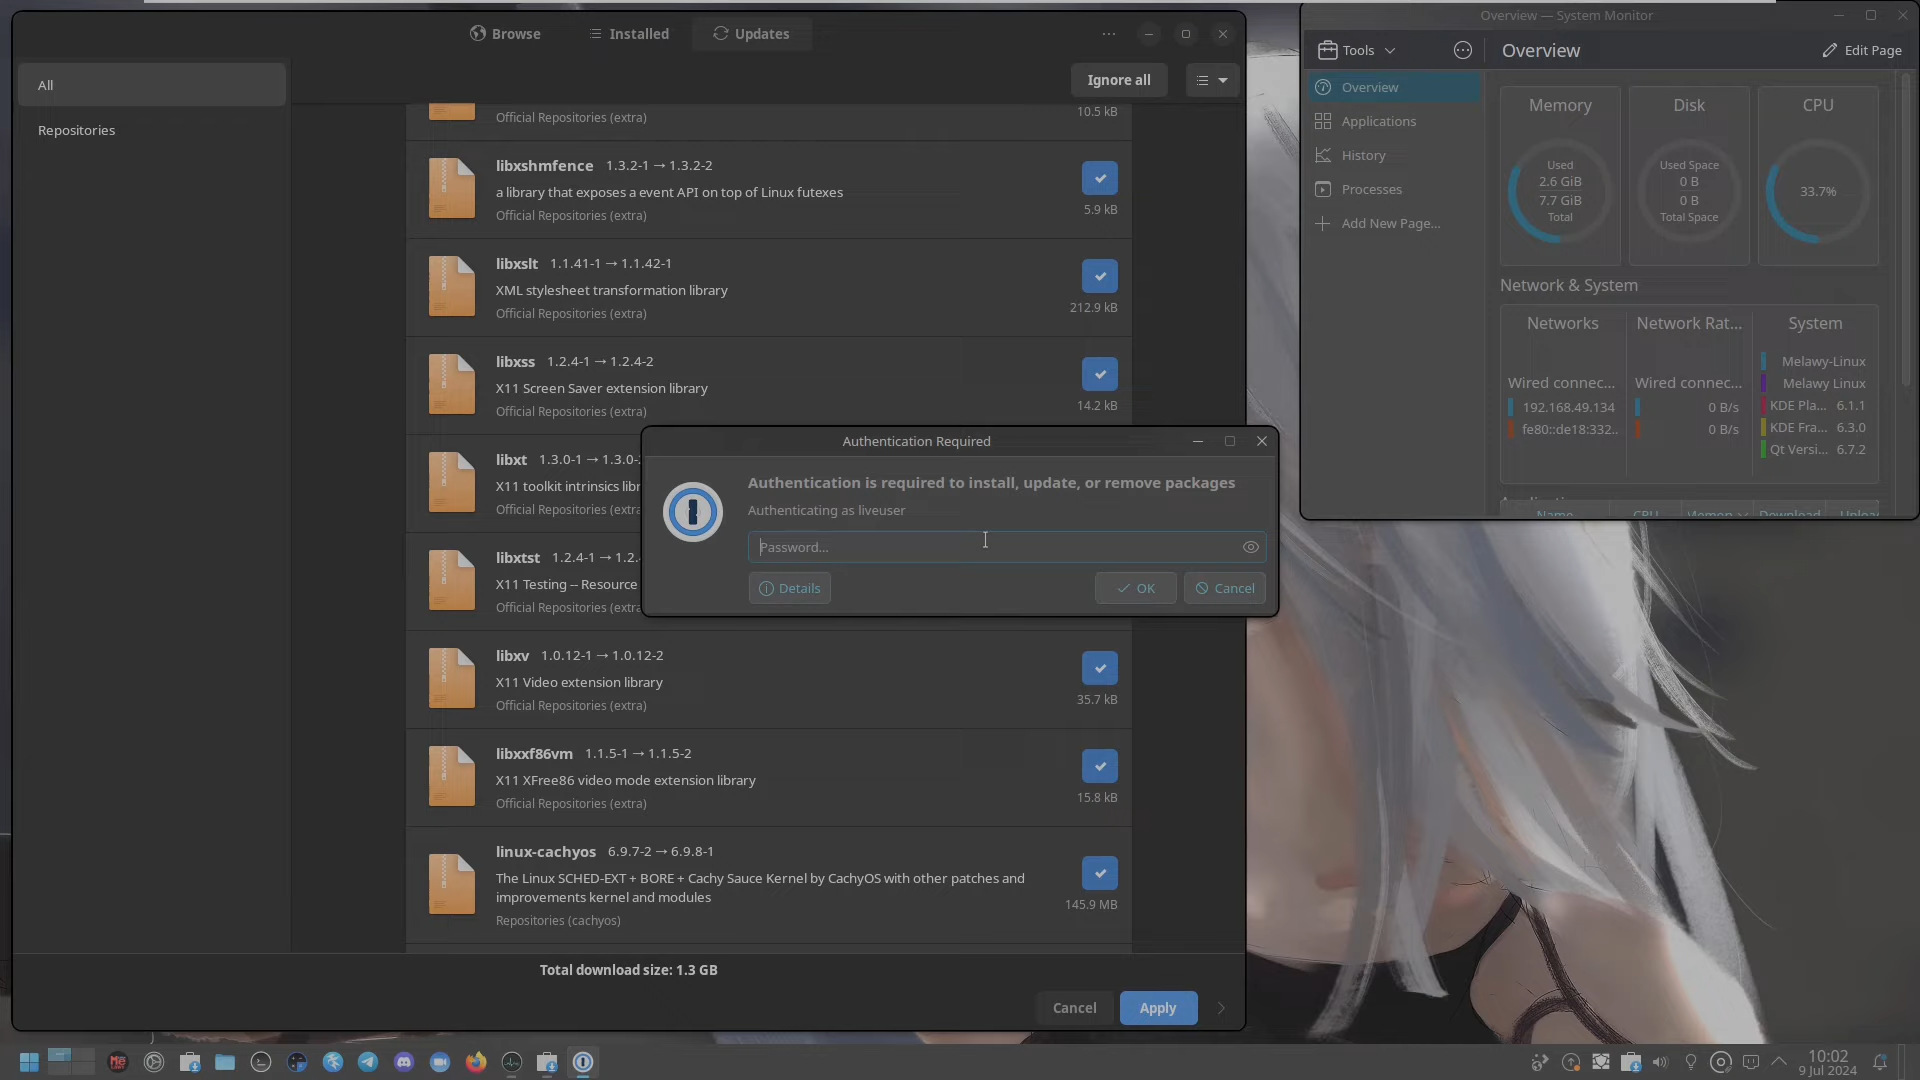 Browse
Installed
Updates
Ignore all
All
Repositories
Official Repositories (extra)
10.5 kB
libxshmfence 1.3.2-1 → 1.3.2-2
a library that exposes a event API on top of Linux futexes
Official Repositories (extra)
5.9 kB
libxslt 1.1.41-1 → 1.1.42-1
XML stylesheet transformation library
Official Repositories (extra)
212.9 kB
libxss 1.2.4-1 → 1.2.4-2
X11 Screen Saver extension library
Official Repositories (extra)
14.2 kB
libxt 1.3.0-1 → 1.3.0-
X11 toolkit intrinsics libr
Official Repositories (extra)
libxtst 1.2.4-1 → 1.2.
X11 Testing -- Resource
Official Repositories (extra)
libxv 1.0.12-1 → 1.0.12-2
X11 Video extension library
Official Repositories (extra)
35.7 kB
libxxf86vm 1.1.5-1 → 1.1.5-2
X11 XFree86 video mode extension library
Official Repositories (extra)
15.8 kB
linux-cachyos 6.9.7-2 → 6.9.8-1
The Linux SCHED-EXT + BORE + Cachy Sauce Kernel by CachyOS with other patches and
improvements kernel and modules
Repositories (cachyos)
145.9 MB
Total download size: 1.3 GB
Cancel
Apply
Authentication Required
Authentication is required to install, update, or remove packages
Authenticating as liveuser
Password...
Details
OK
Cancel
Overview — System Monitor
Tools
Overview
Edit Page
Overview
Applications
History
Processes
Add New Page...
Memory
Used
2.6 GiB
7.7 GiB
Total
Disk
Used Space
0 B
0 B
Total Space
CPU
33.7%
Network & System
Networks
Wired connec...
192.168.49.134
fe80::de18:332..
Network Rat...
Wired connec...
0 B/s
0 B/s
System
Melawy-Linux
Melawy Linux
KDE Pla... 6.1.1
KDE Fra... 6.3.0
Qt Versi... 6.7.2
Name
CPU
Memory
Download
Uploa
10:02
9 Jul 2024